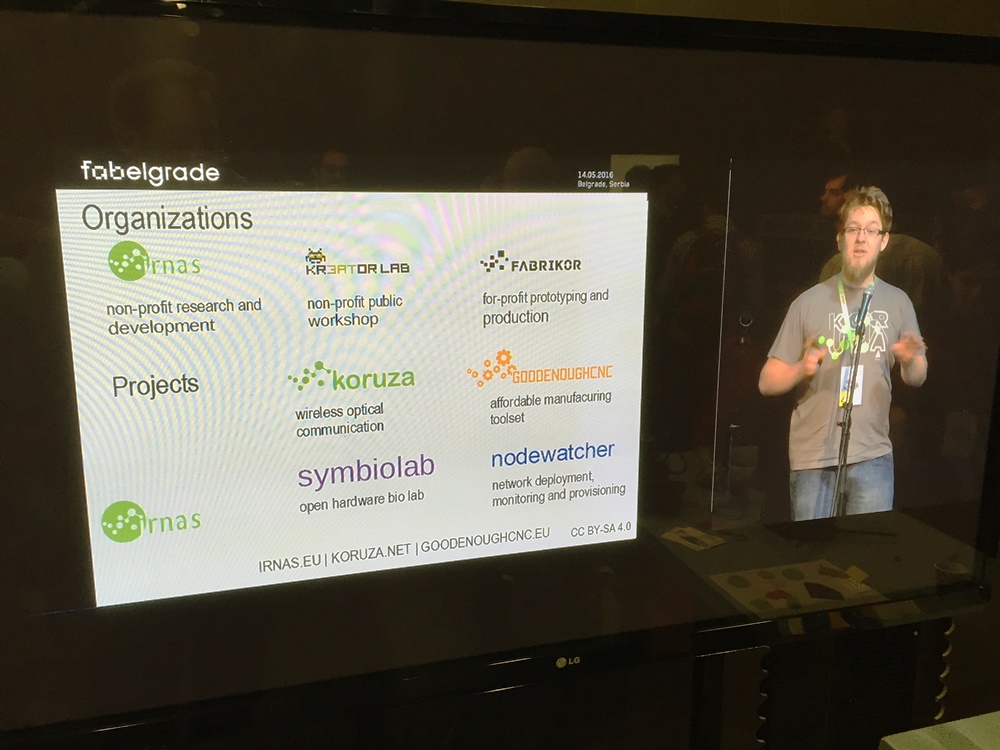 fabelgrade
14.05.2016
Belgrade, Serbia
Organizations
irnas
KR3ATOR LAB
FABRIKOR
non-profit research and
development
non-profit public
workshop
for-profit prototyping and
production
Projects
koruza
GOODENOUGHCNC
wireless optical
communication
affordable manufacuring
toolset
symbiolab
nodewatcher
open hardware bio lab
network deployment,
monitoring and provisioning
irnas
IRNAS.EU | KORUZA.NET | GOODENOUGHCNC.EU
CC BY-SA 4.0
LG